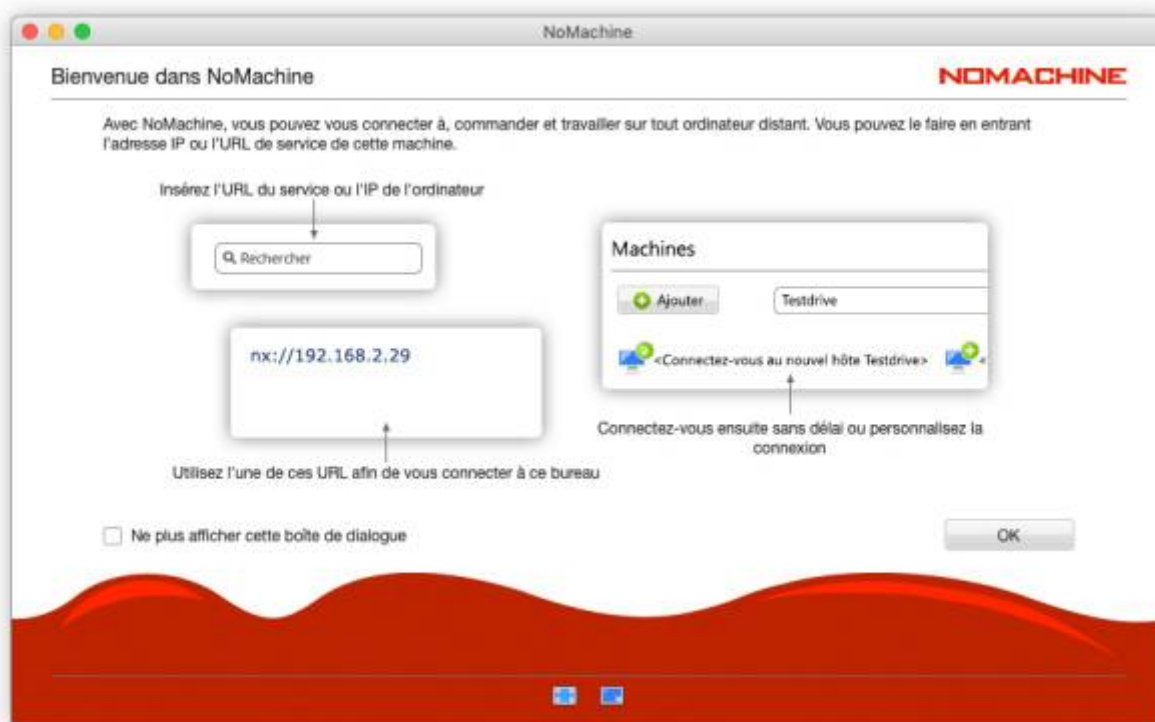 NoMachine
Bienvenue dans NoMachine
NOMACHINE
Avec NoMachine, vous pouvez vous connecter à, commander et travailler sur tout ordinateur distant. Vous pouvez le faire en entrant
l'adresse IP ou l'URL de service de cette machine.
Insérez l'URL du service ou l'IP de l'ordinateur
Rechercher
nx://192.168.2.29
Utilisez l'une de ces URL afin de vous connecter à ce bureau
Machines
Ajouter
Testdrive
<Connectez-vous au nouvel hôte Testdrive>
<
Connectez-vous ensuite sans délai ou personnalisez la
connexion
Ne plus afficher cette boîte de dialogue
OK